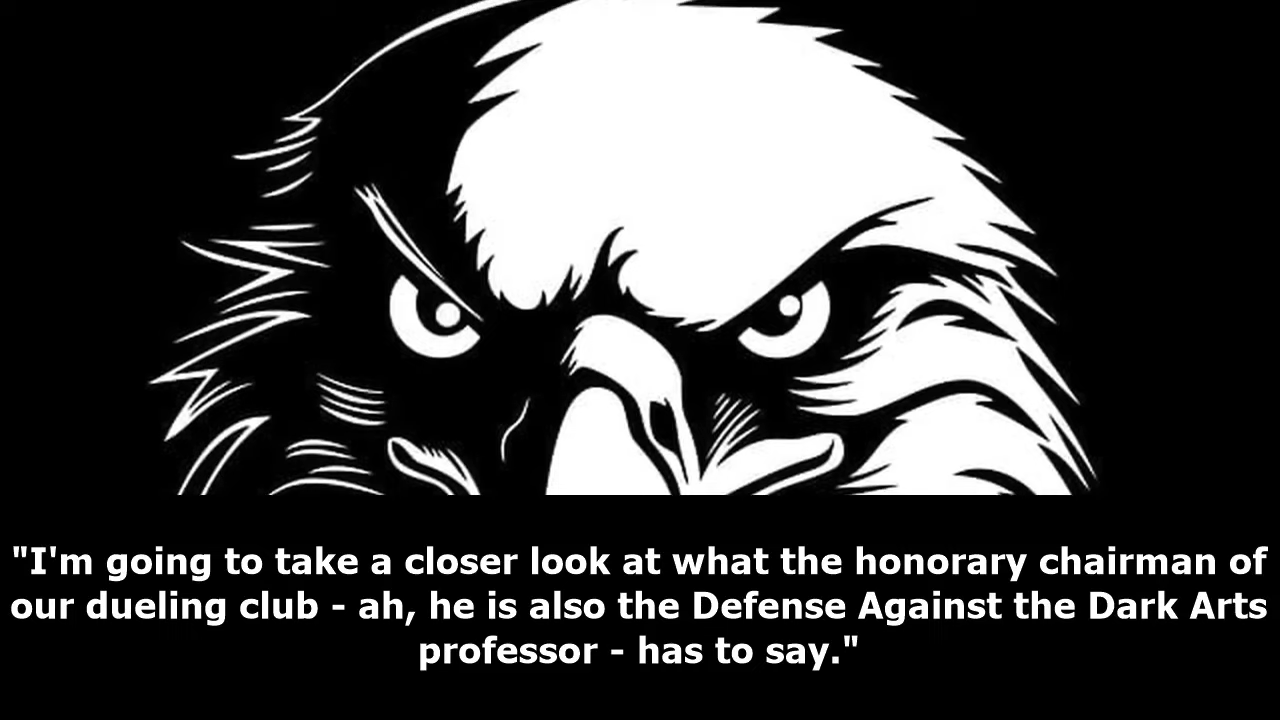 "I'm going to take a closer look at what the honorary chairman of
our dueling club - ah, he is also the Defense Against the Dark Arts
professor - has to say."